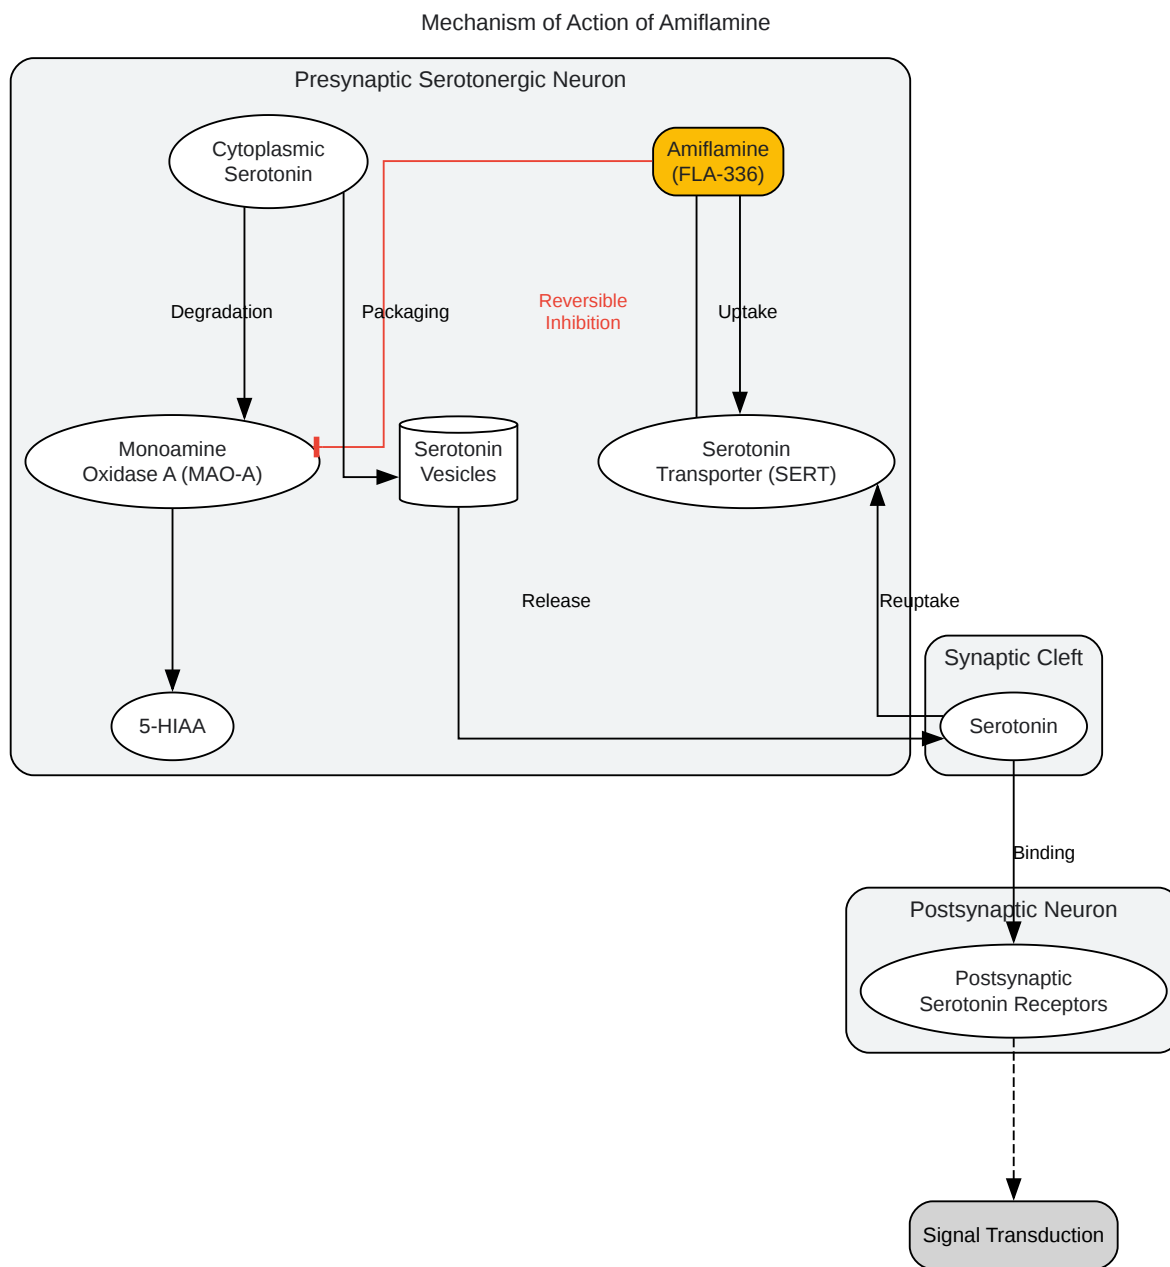 Mechanism of Action of Amiflamine
Presynaptic Serotonergic Neuron
Cytoplasmic
Serotonin
Amiflamine
(FLA-336)
Degradation
Packaging
Reversible
Inhibition
Uptake
Monoamine
Oxidase A (MAO-A)
Serotonin
Vesicles
Serotonin
Transporter (SERT)
Release
Reuptake
Synaptic Cleft
5-HIAA
Serotonin
Binding
Postsynaptic Neuron
Postsynaptic
Serotonin Receptors
Signal Transduction